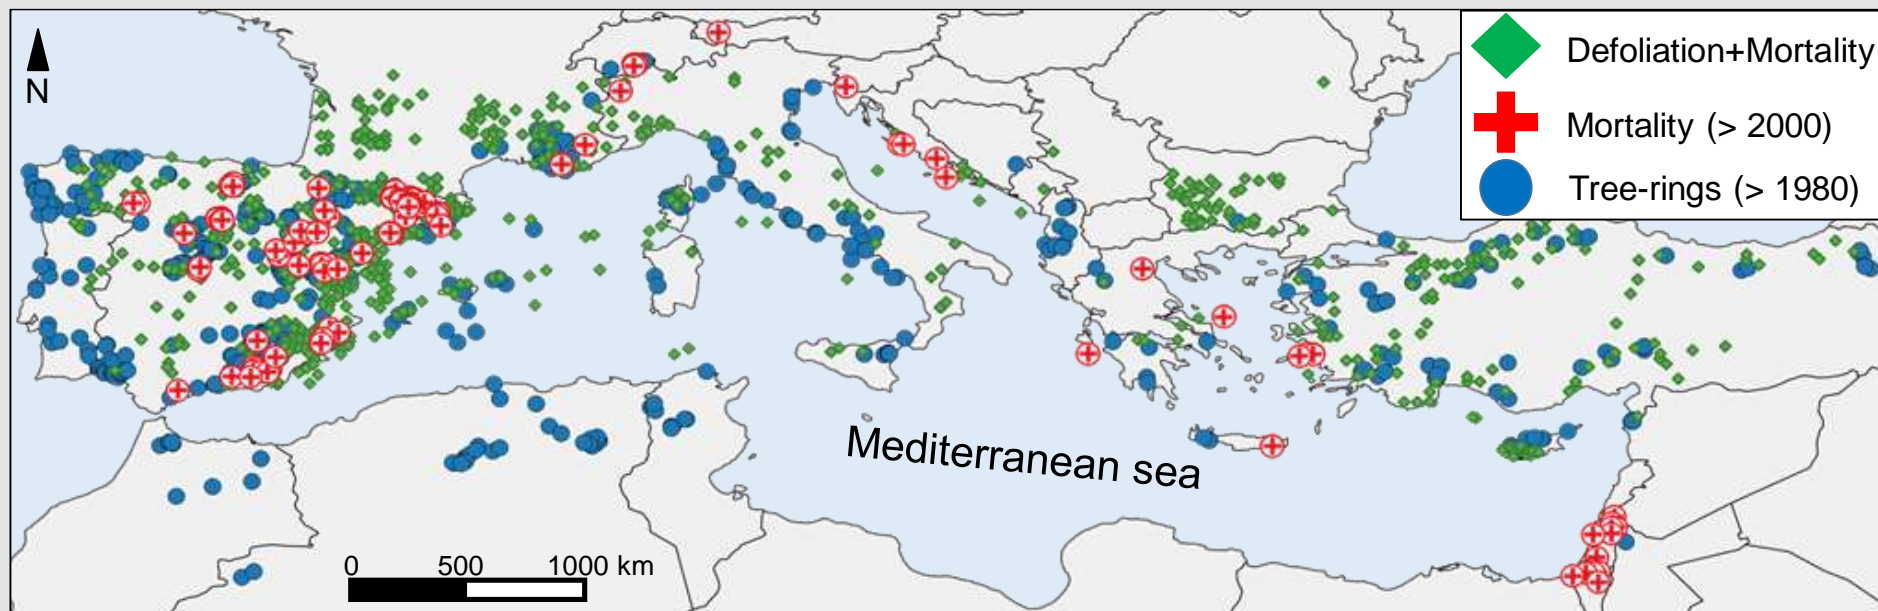 N
Defoliation+Mortality
Mortality (> 2000)
Tree-rings (> 1980)
Mediterranean sea
0 500 1000 km